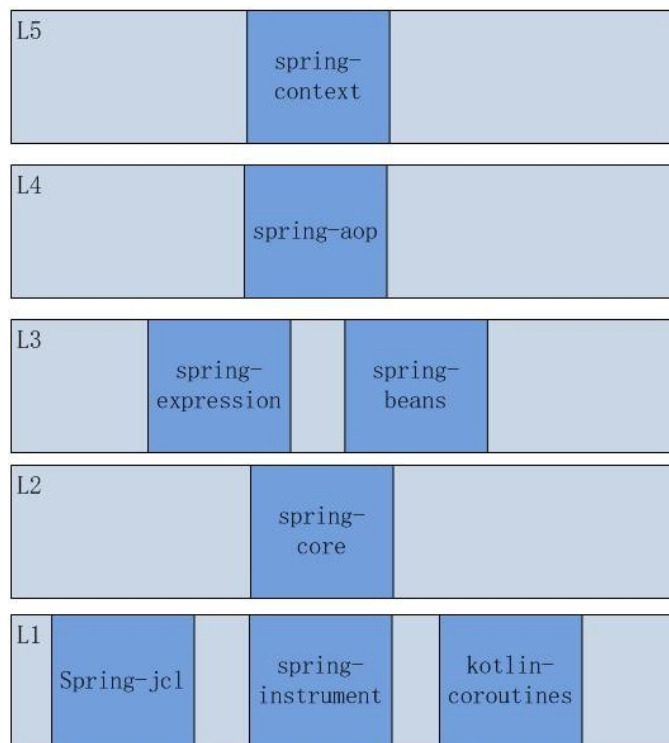 L5
spring-
context
L4
spring-aop
L3
spring-
expression
spring-
beans
L2
spring-
core
L1
Spring-jcl
spring-
instrument
kotlin-
coroutines